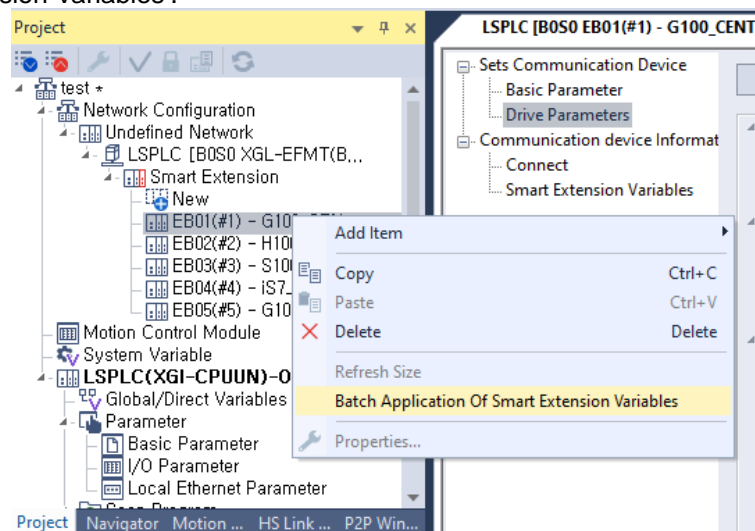 Project
test *
Network Configuration
Undefined Network
LSPLC [B0S0 XGL-EFMT(B...
Smart Extension
New
EB01(#1) - G100_CEN
EB02(#2) - H10
EB03(#3) - S10
EB04(#4) - iS7_
EB05(#5) - G10
Motion Control Module
System Variable
LSPLC(XGI-CPUUN)-O
Global/Direct Variables
Parameter
Basic Parameter
I/O Parameter
Local Ethernet Parameter
Project Navigator Motion ... HS Link ... P2P Win...
Add Item
Copy Ctrl+C
Paste Ctrl+V
Delete Delete
Refresh Size
Batch Application Of Smart Extension Variables
Properties...
LSPLC [B0S0 EB01(#1) - G100_CENT
Sets Communication Device
Basic Parameter
Drive Parameters
Communication device Informat
Connect
Smart Extension Variables